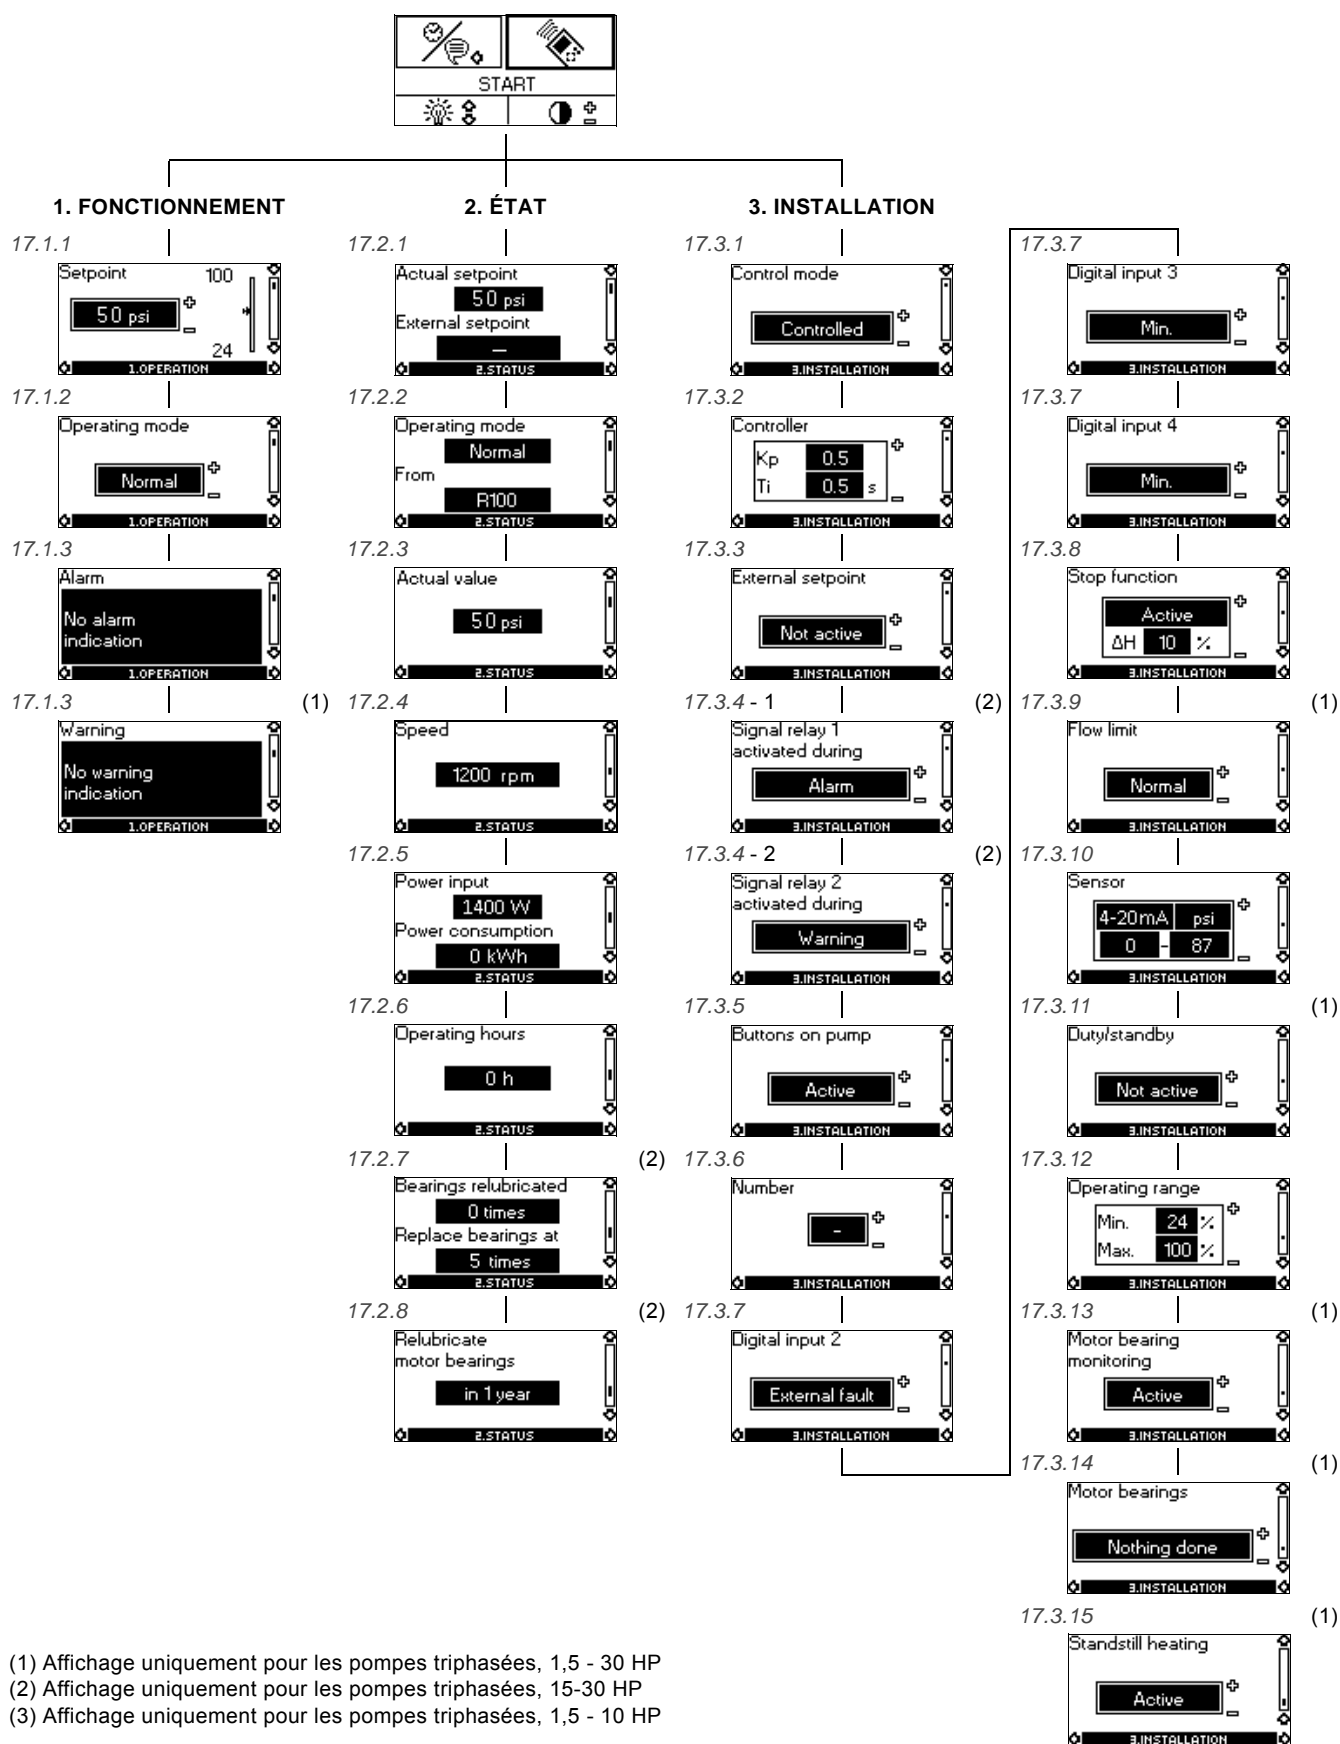 START
1. FONCTIONNEMENT
17.1.1
Setpoint
100
50 psi
24
1.OPERATION
17.1.2
Operating mode
Normal
1.OPERATION
17.1.3
Alarm
No alarm
indication
1.OPERATION
17.1.3 (1)
Warning
No warning
indication
1.OPERATION
2. ÉTAT
17.2.1
Actual setpoint
50 psi
External setpoint
—
2.STATUS
17.2.2
Operating mode
Normal
From
R100
2.STATUS
17.2.3
Actual value
50 psi
2.STATUS
17.2.4
Speed
1200 rpm
2.STATUS
17.2.5
Power input
1400 W
Power consumption
0 kWh
2.STATUS
17.2.6
Operating hours
0 h
2.STATUS
17.2.7 (2)
Bearings relubricated
0 times
Replace bearings at
5 times
2.STATUS
17.2.8 (2)
Relubricate
motor bearings
in 1 year
2.STATUS
3. INSTALLATION
17.3.1
Control mode
Controlled
3.INSTALLATION
17.3.2
Controller
Kp 0.5
Ti 0.5 s
3.INSTALLATION
17.3.3
External setpoint
Not active
3.INSTALLATION
17.3.4 - 1 (2)
Signal relay 1
activated during
Alarm
3.INSTALLATION
17.3.4 - 2 (2)
Signal relay 2
activated during
Warning
3.INSTALLATION
17.3.5
Buttons on pump
Active
3.INSTALLATION
17.3.6
Number
-
3.INSTALLATION
17.3.7
Digital input 2
External fault
3.INSTALLATION
17.3.7
Digital input 3
Min.
3.INSTALLATION
17.3.7
Digital input 4
Min.
3.INSTALLATION
17.3.8
Stop function
Active
ΔH 10 %
3.INSTALLATION
17.3.9 (1)
Flow limit
Normal
3.INSTALLATION
17.3.10
Sensor
4-20mA psi
0 - 87
3.INSTALLATION
17.3.11 (1)
Duty/standby
Not active
3.INSTALLATION
17.3.12
Operating range
Min. 24 %
Max. 100 %
3.INSTALLATION
17.3.13 (1)
Motor bearing
monitoring
Active
3.INSTALLATION
17.3.14 (1)
Motor bearings
Nothing done
3.INSTALLATION
17.3.15 (1)
Standstill heating
Active
3.INSTALLATION
(1) Affichage uniquement pour les pompes triphasées, 1,5 - 30 HP
(2) Affichage uniquement pour les pompes triphasées, 15-30 HP
(3) Affichage uniquement pour les pompes triphasées, 1,5 - 10 HP